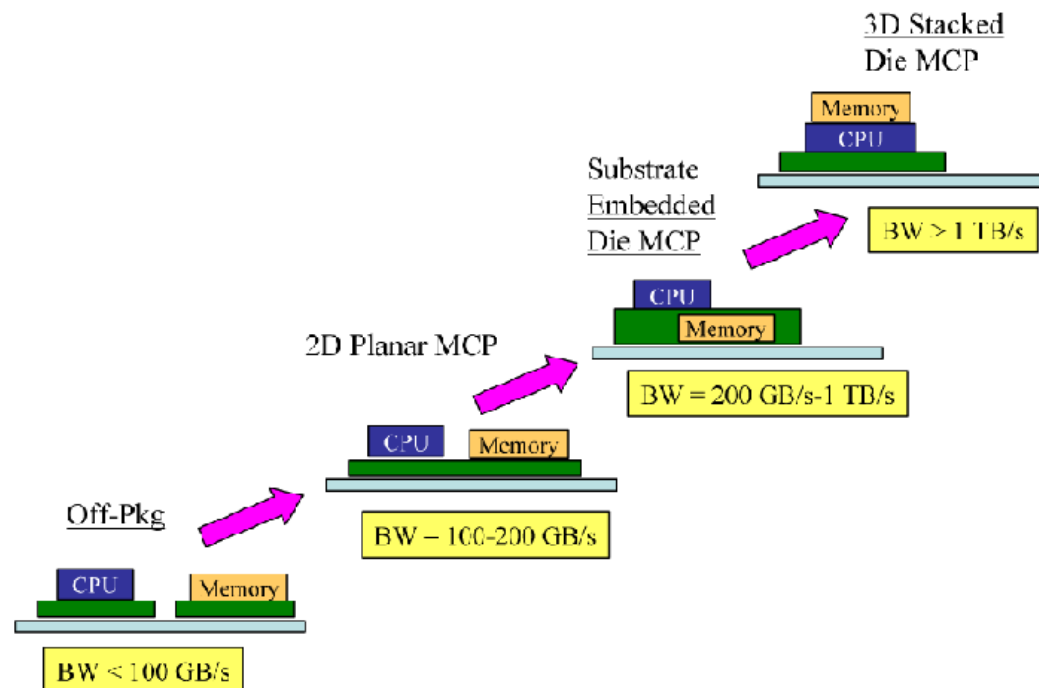 3D Stacked
Die MCP
Memory
CPU
BW > 1 TB/s
Substrate
Embedded
Die MCP
CPU
Memory
BW = 200 GB/s-1 TB/s
2D Planar MCP
CPU
Memory
BW – 100-200 GB/s
Off-Pkg
CPU
Memory
BW < 100 GB/s